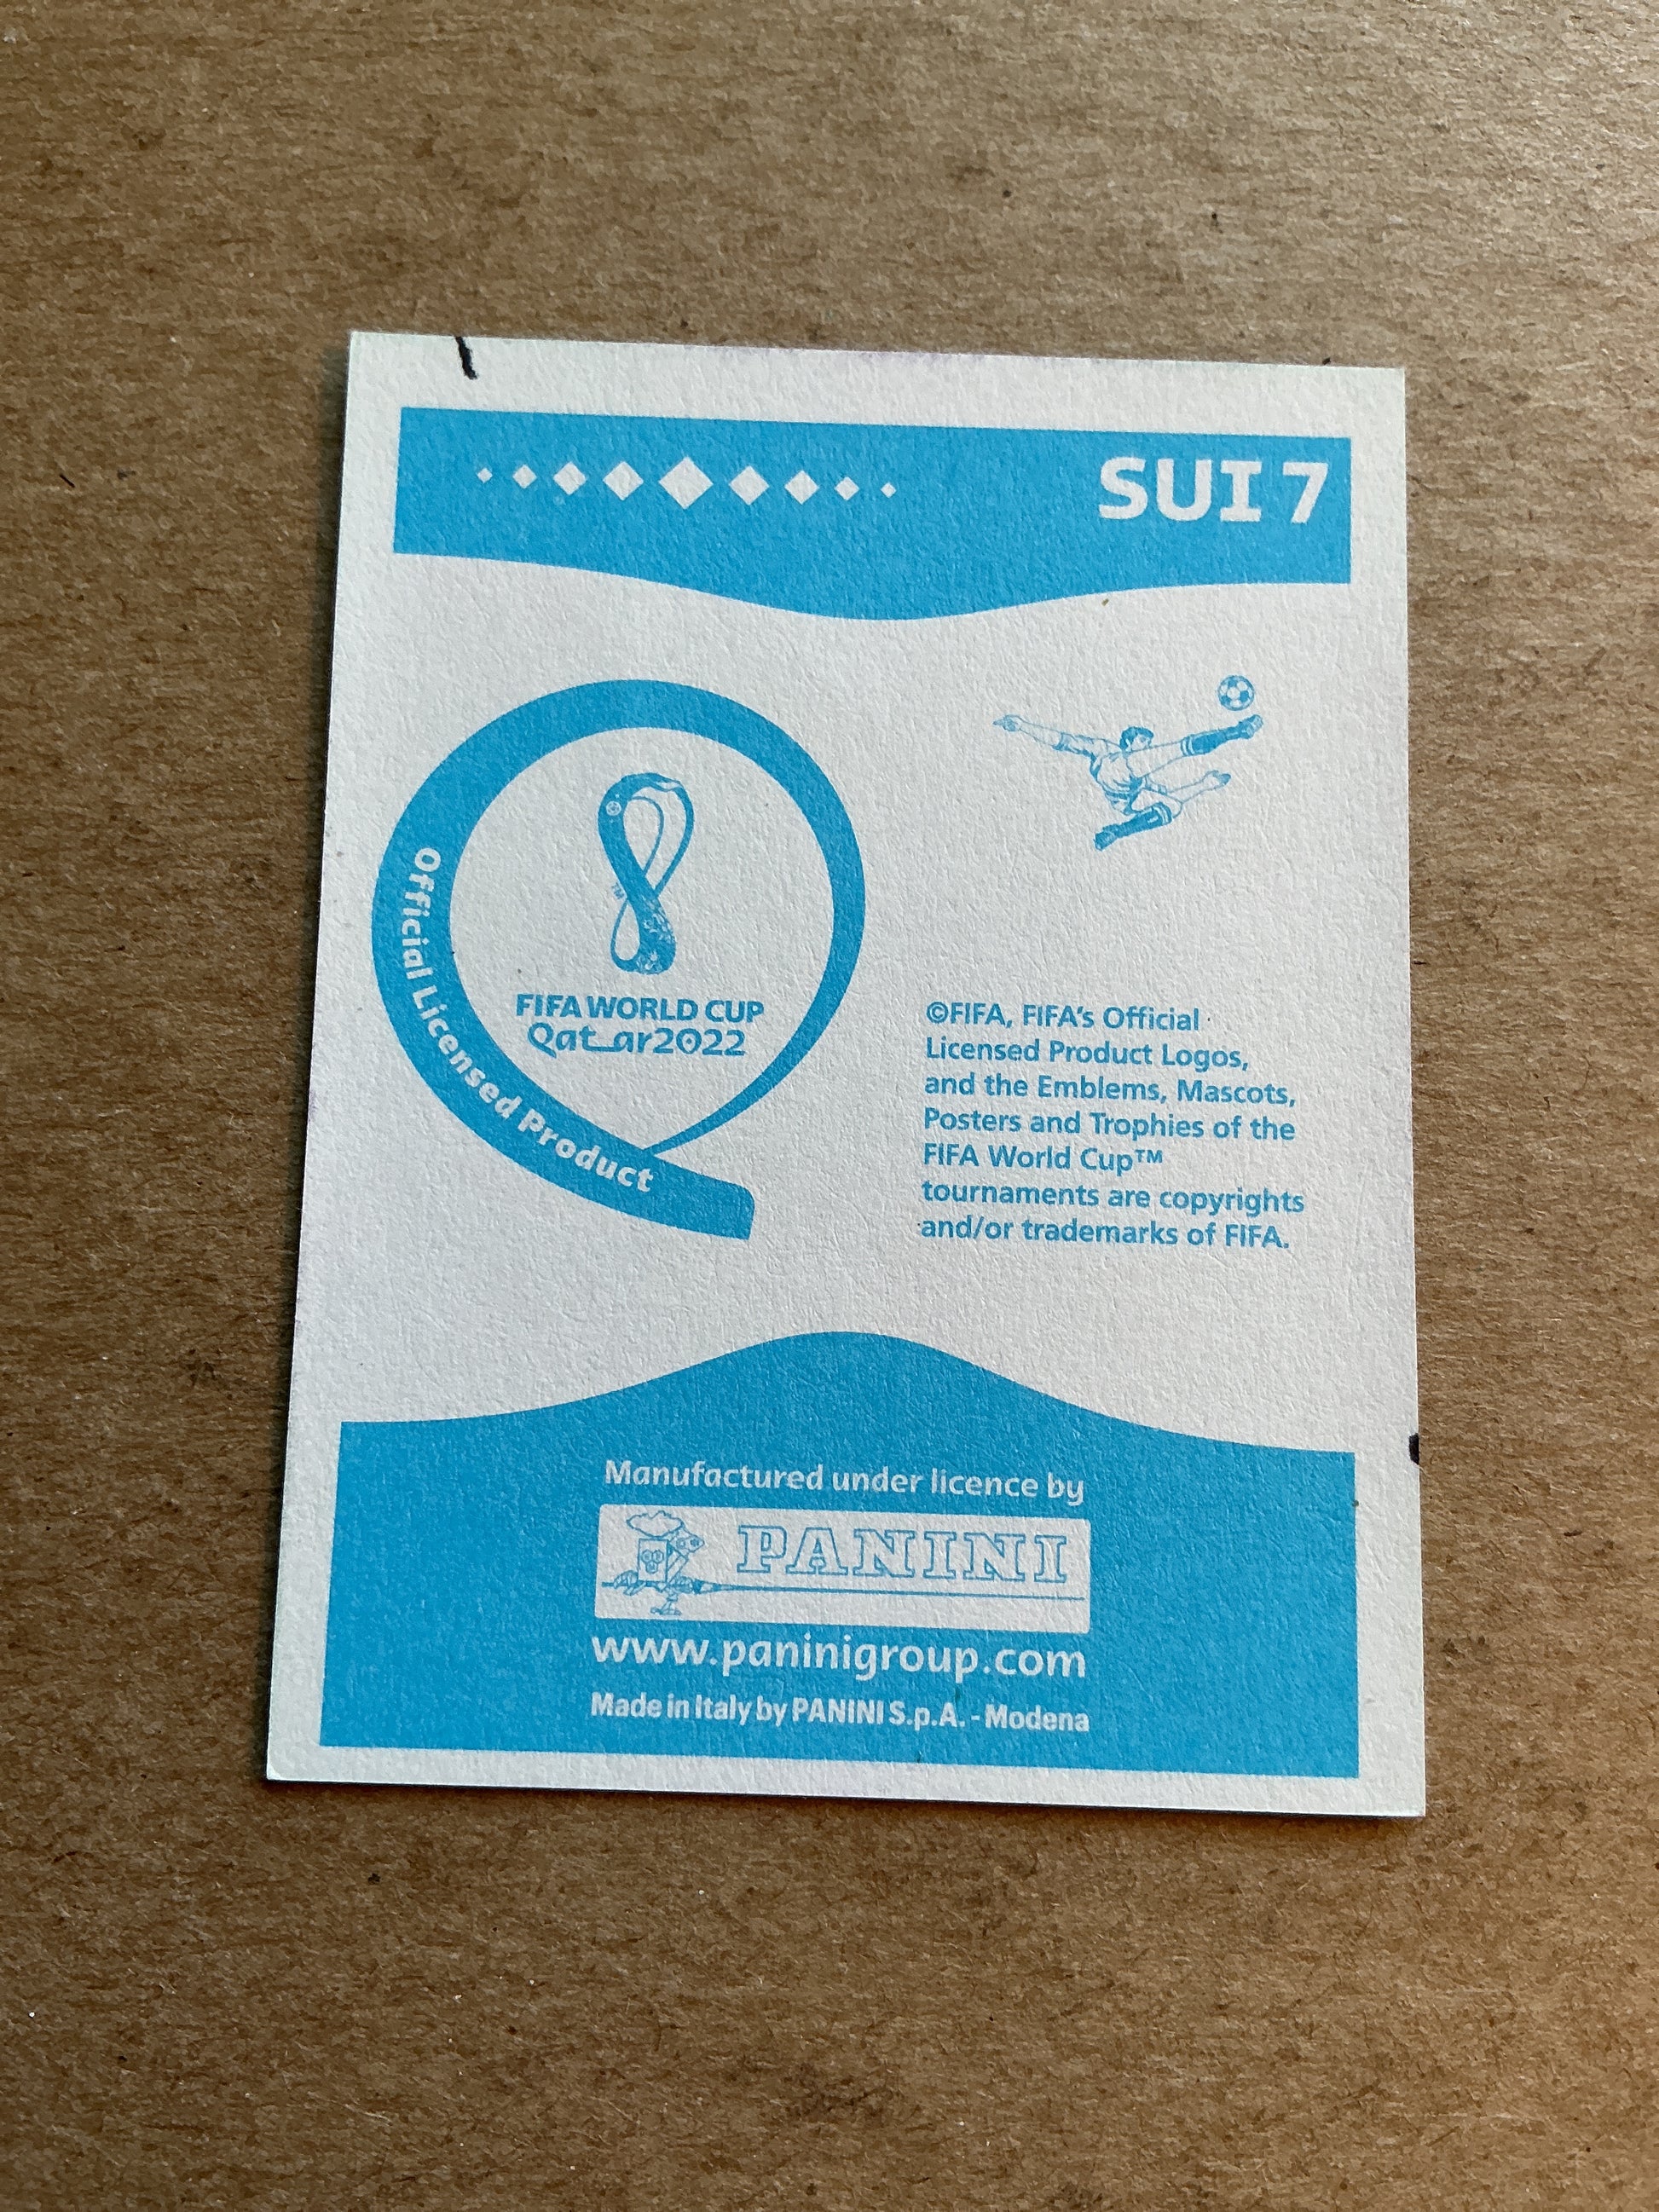 SUI 7
Official Licensed Product
FIFA WORLD CUP
Qatar2022
©FIFA, FIFA's Official
Licensed Product Logos,
and the Emblems, Mascots,
Posters and Trophies of the
FIFA World Cup™
tournaments are copyrights
and/or trademarks of FIFA.
Manufactured under licence by
PANINI
www.paninigroup.com
Made in Italy by PANINI S.p.A. - Modena